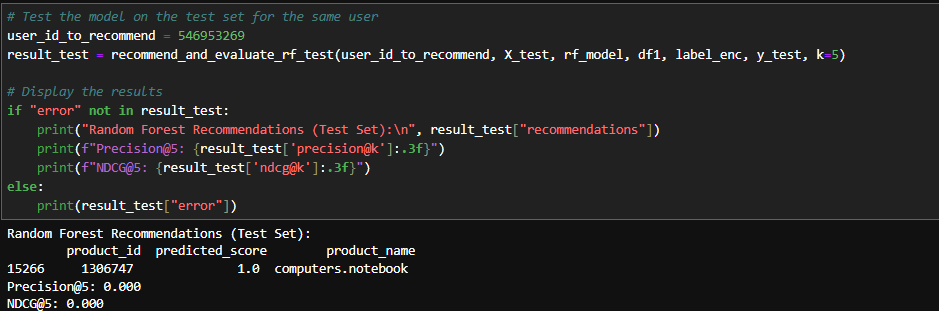 # Test the model on the test set for the same user
user_id_to_recommend = 546953269
result_test = recommend_and_evaluate_rf_test(user_id_to_recommend, X_test, rf_model, df1, label_enc, y_test, k=5)
# Display the results
if "error" not in result_test:
    print("Random Forest Recommendations (Test Set):\n", result_test["recommendations"])
    print(f"Precision@5: {result_test['precision@k']:.3f}")
    print(f"NDCG@5: {result_test['ndcg@k']:.3f}")
else:
    print(result_test["error"])
Random Forest Recommendations (Test Set):
        product_id  predicted_score        product_name
15266     1306747              1.0  computers.notebook
Precision@5: 0.000
NDCG@5: 0.000